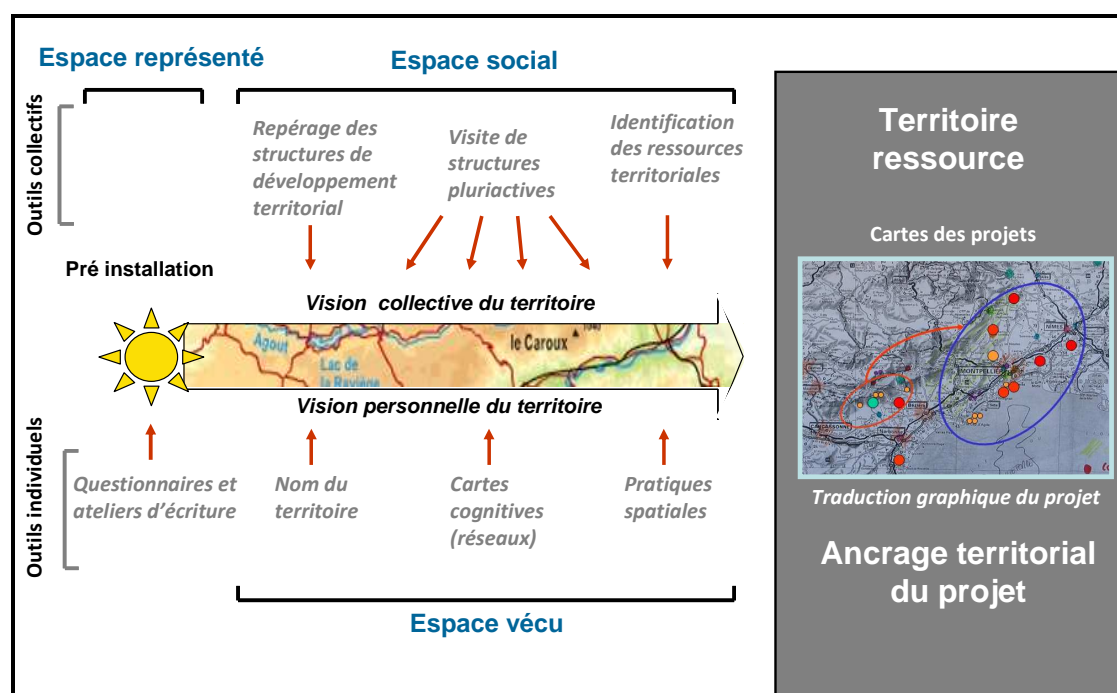 Espace représenté
Espace social
Outils collectifs
Repérage des
structures de
développement
territorial
Visite de
structures
pluriactives
Identification
des ressources
territoriales
Pré installation
Vision collective du territoire
Agout
Lac de
la Raviège
le Caroux
Vision personnelle du territoire
Outils individuels
Questionnaires et
ateliers d'écriture
Nom du
territoire
Cartes
cognitives
(réseaux)
Pratiques
spatiales
Espace vécu
Territoire
ressource
Cartes des projets
NÎMES
MONTPELLIER
Traduction graphique du projet
Ancrage territorial
du projet